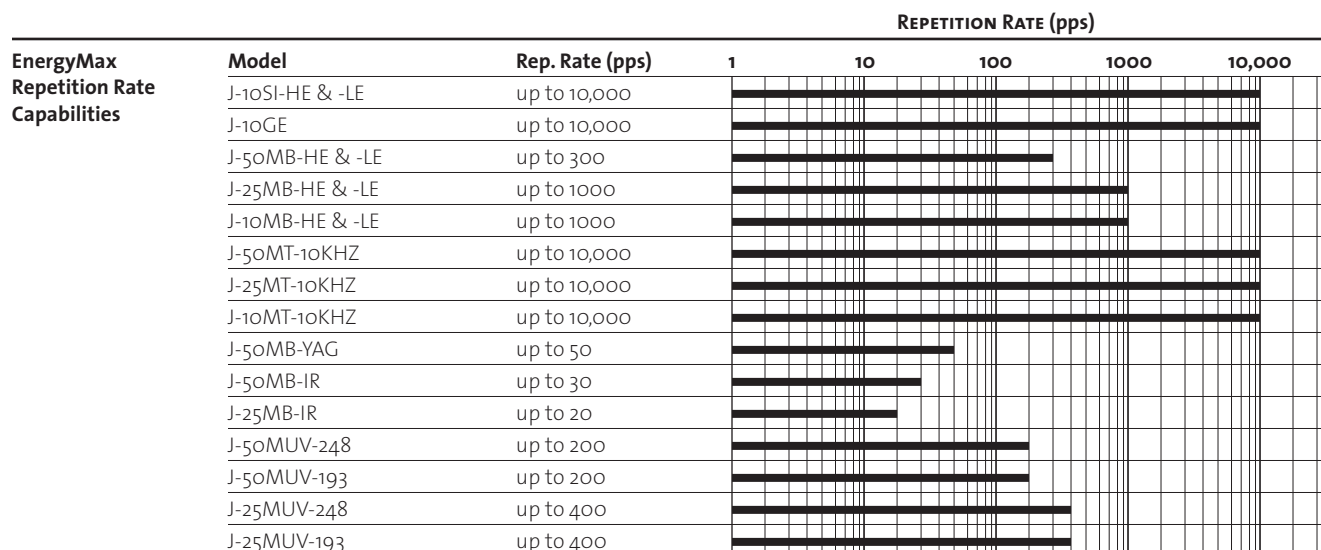 REPETITION RATE (pps)
EnergyMax Repetition Rate Capabilities
Model Rep. Rate (pps) 1 10 100 1000 10,000
J-10SI-HE & -LE up to 10,000
J-10GE up to 10,000
J-50MB-HE & -LE up to 300
J-25MB-HE & -LE up to 1000
J-10MB-HE & -LE up to 1000
J-50MT-10KHZ up to 10,000
J-25MT-10KHZ up to 10,000
J-10MT-10KHZ up to 10,000
J-50MB-YAG up to 50
J-50MB-IR up to 30
J-25MB-IR up to 20
J-50MUV-248 up to 200
J-50MUV-193 up to 200
J-25MUV-248 up to 400
J-25MUV-193 up to 400